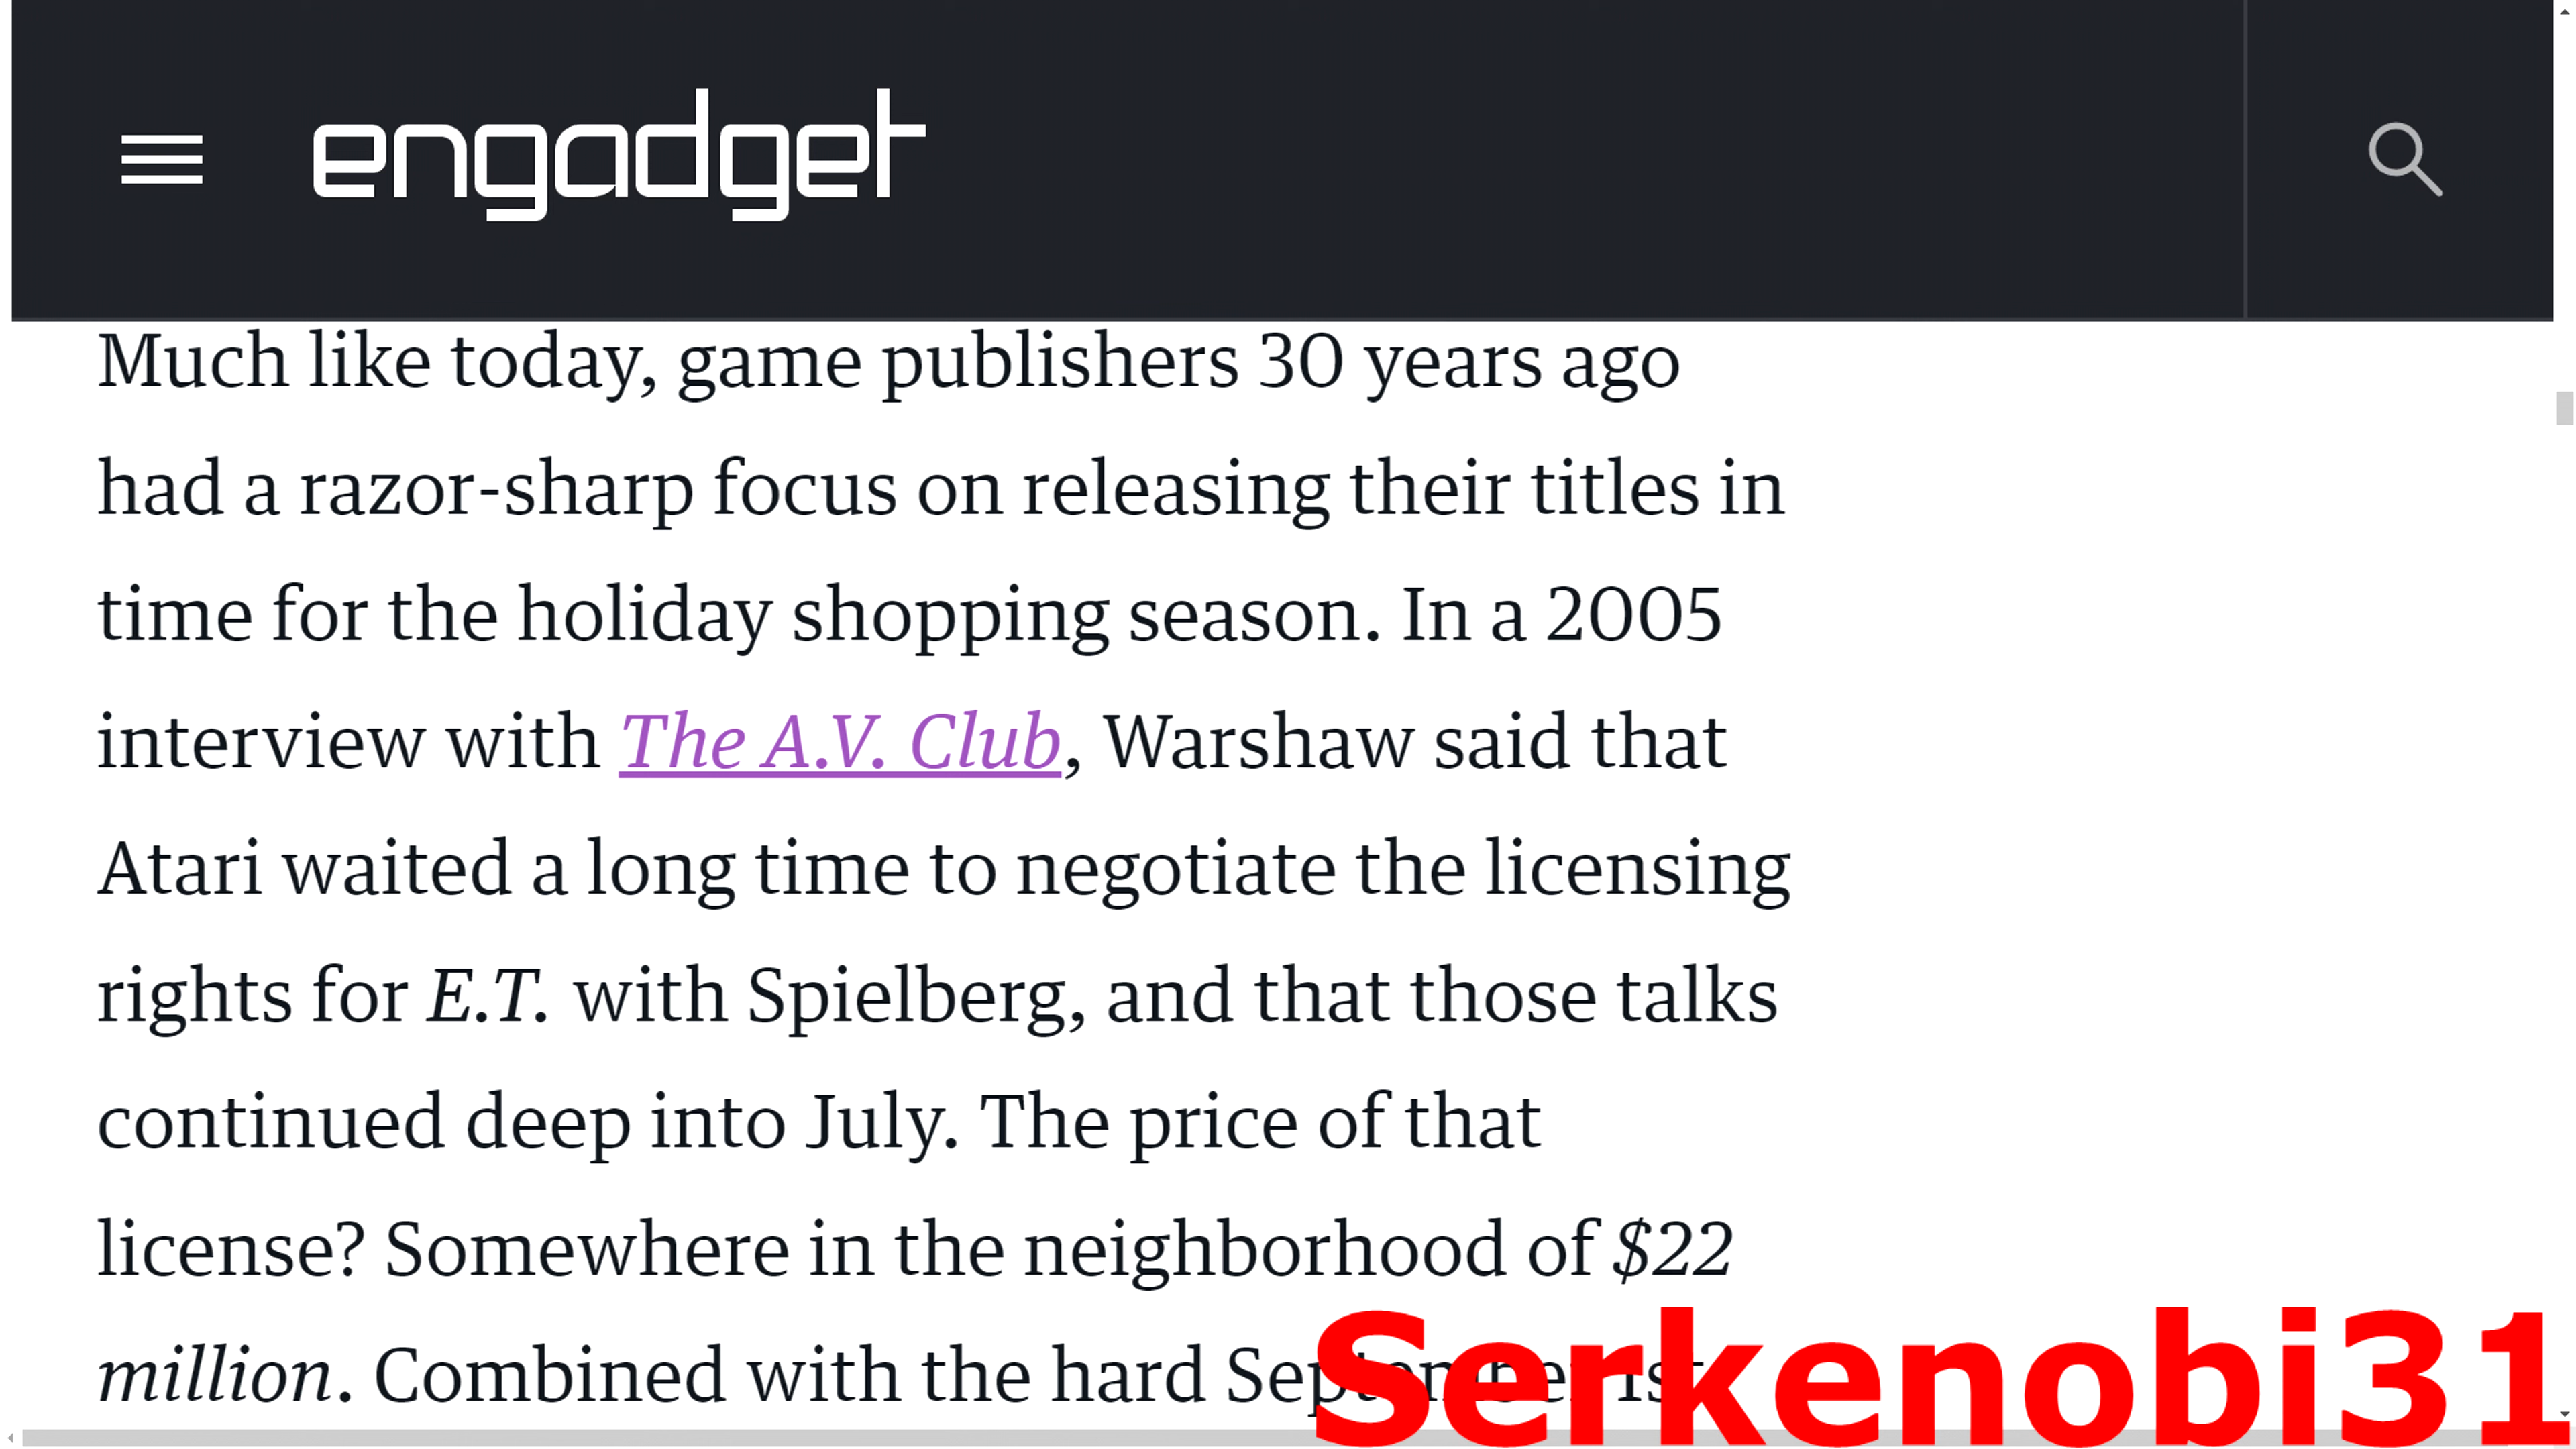 engadget
Much like today, game publishers 30 years ago
had a razor-sharp focus on releasing their titles in
time for the holiday shopping season. In a 2005
interview with The A.V. Club, Warshaw said that
Atari waited a long time to negotiate the licensing
rights for E.T. with Spielberg, and that those talks
continued deep into July. The price of that
license? Somewhere in the neighborhood of $22
million. Combined with the hard September 1st
Serkenobi31